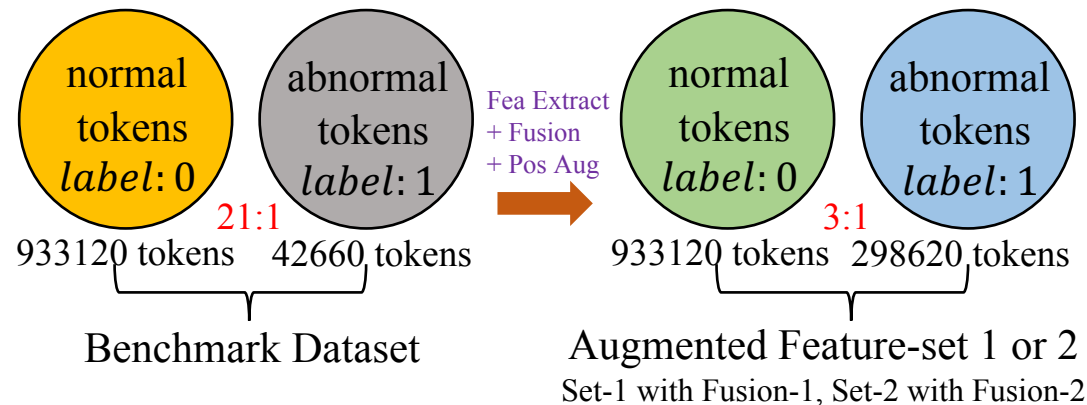 normal
tokens
label: 0
abnormal
tokens
label: 1
21:1
933120 tokens
42660 tokens
Benchmark Dataset
Fea Extract
+ Fusion
+ Pos Aug
normal
tokens
label: 0
abnormal
tokens
label: 1
3:1
933120 tokens
298620 tokens
Augmented Feature-set 1 or 2
Set-1 with Fusion-1, Set-2 with Fusion-2